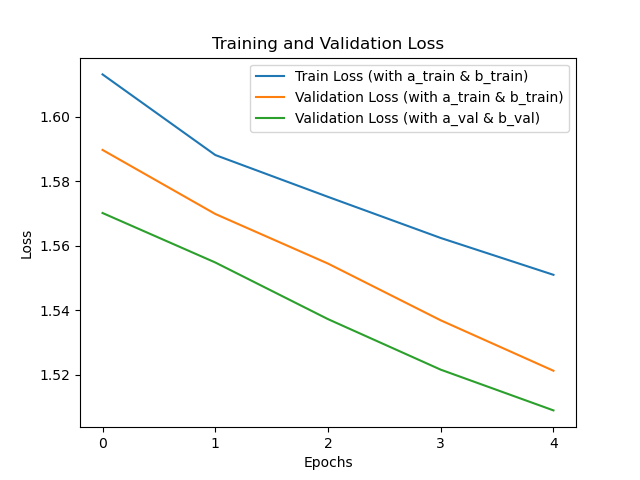 Training and Validation Loss
Train Loss (with a_train & b_train)
Validation Loss (with a_train & b_train)
Validation Loss (with a_val & b_val)
1.60
1.58
1.56
1.54
1.52
Loss
0 1 2 3 4
Epochs